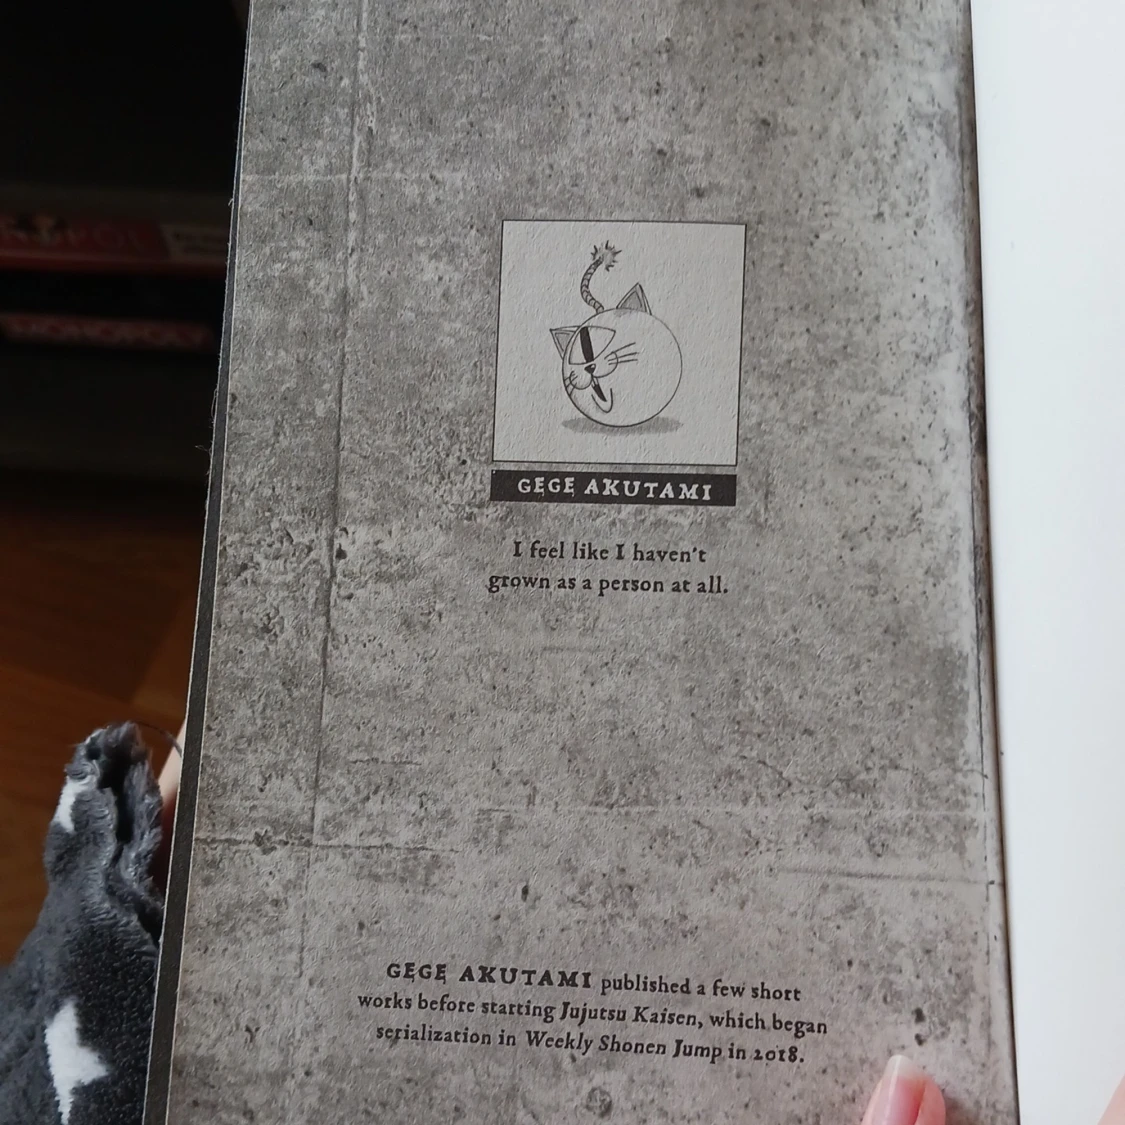 GEGE AKUTAMI
I feel like I haven't
grown as a person at all.
GEGE AKUTAMI published a few short
works before starting Jujutsu Kaisen, which began
serialization in Weekly Shonen Jump in 2018.